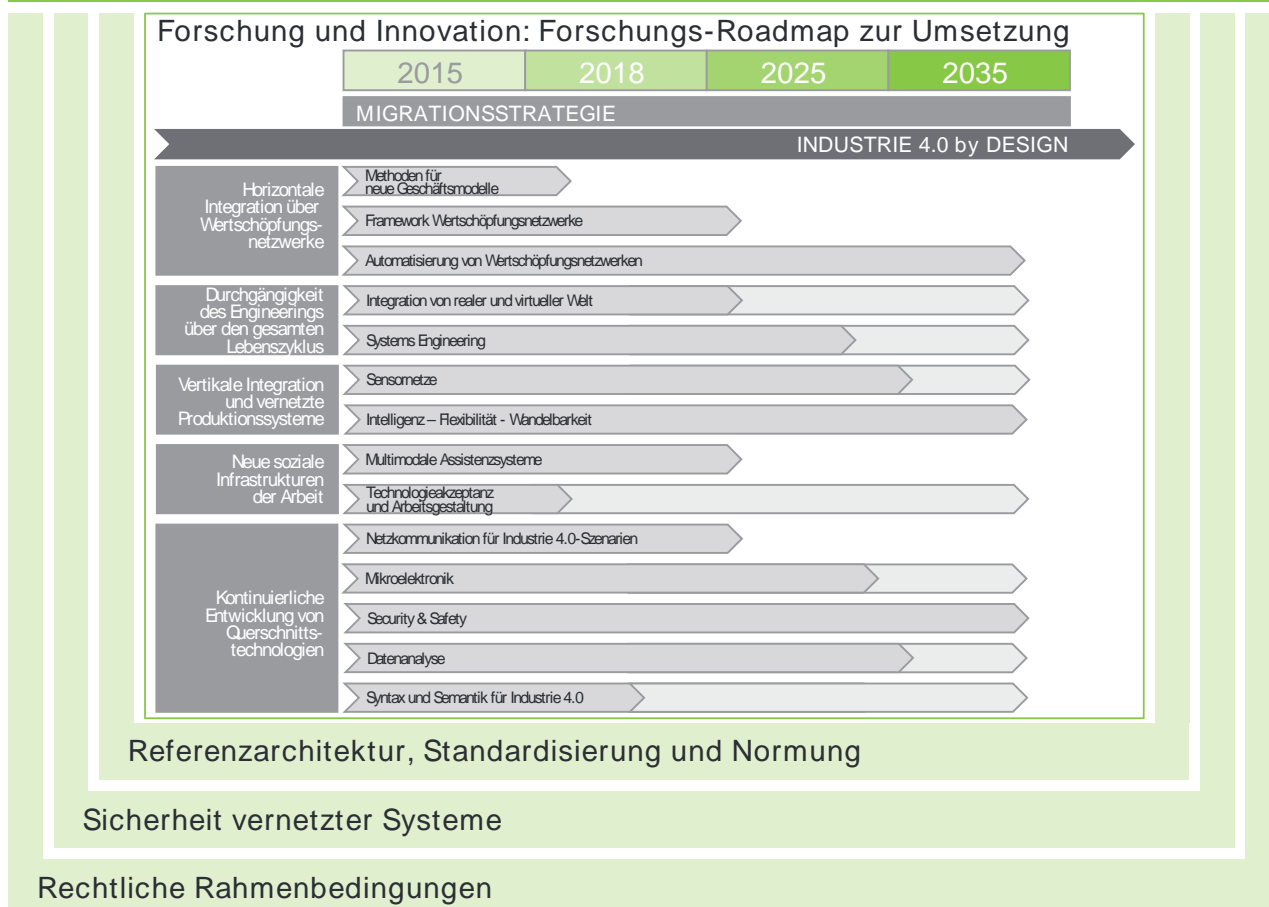 Forschung und Innovation: Forschungs-Roadmap zur Umsetzung
2015 2018 2025 2035
MIGRATIONSSTRATEGIE
INDUSTRIE 4.0 by DESIGN
Horizontale
Integration über
Wertschöpfungs-
netzwerke
Methoden für
neue Geschäftsmodelle
Framework Wertschöpfungsnetzwerke
Automatisierung von Wertschöpfungsnetzwerken
Durchgängigkeit
des Engineerings
über den gesamten
Lebenszyklus
Integration von realer und virtueller Welt
Systems Engineering
Vertikale Integration
und vernetzte
Produktionssysteme
Sensornetze
Intelligenz – Flexibilität - Wandelbarkeit
Neue soziale
Infrastrukturen
der Arbeit
Multimodale Assistenzsysteme
Technologieakzeptanz
und Arbeitsgestaltung
Kontinuierliche
Entwicklung von
Querschnitts-
technologien
Netzkommunikation für Industrie 4.0-Szenarien
Mikroelektronik
Security & Safety
Datenanalyse
Syntax und Semantik für Industrie 4.0
Referenzarchitektur, Standardisierung und Normung
Sicherheit vernetzter Systeme
Rechtliche Rahmenbedingungen